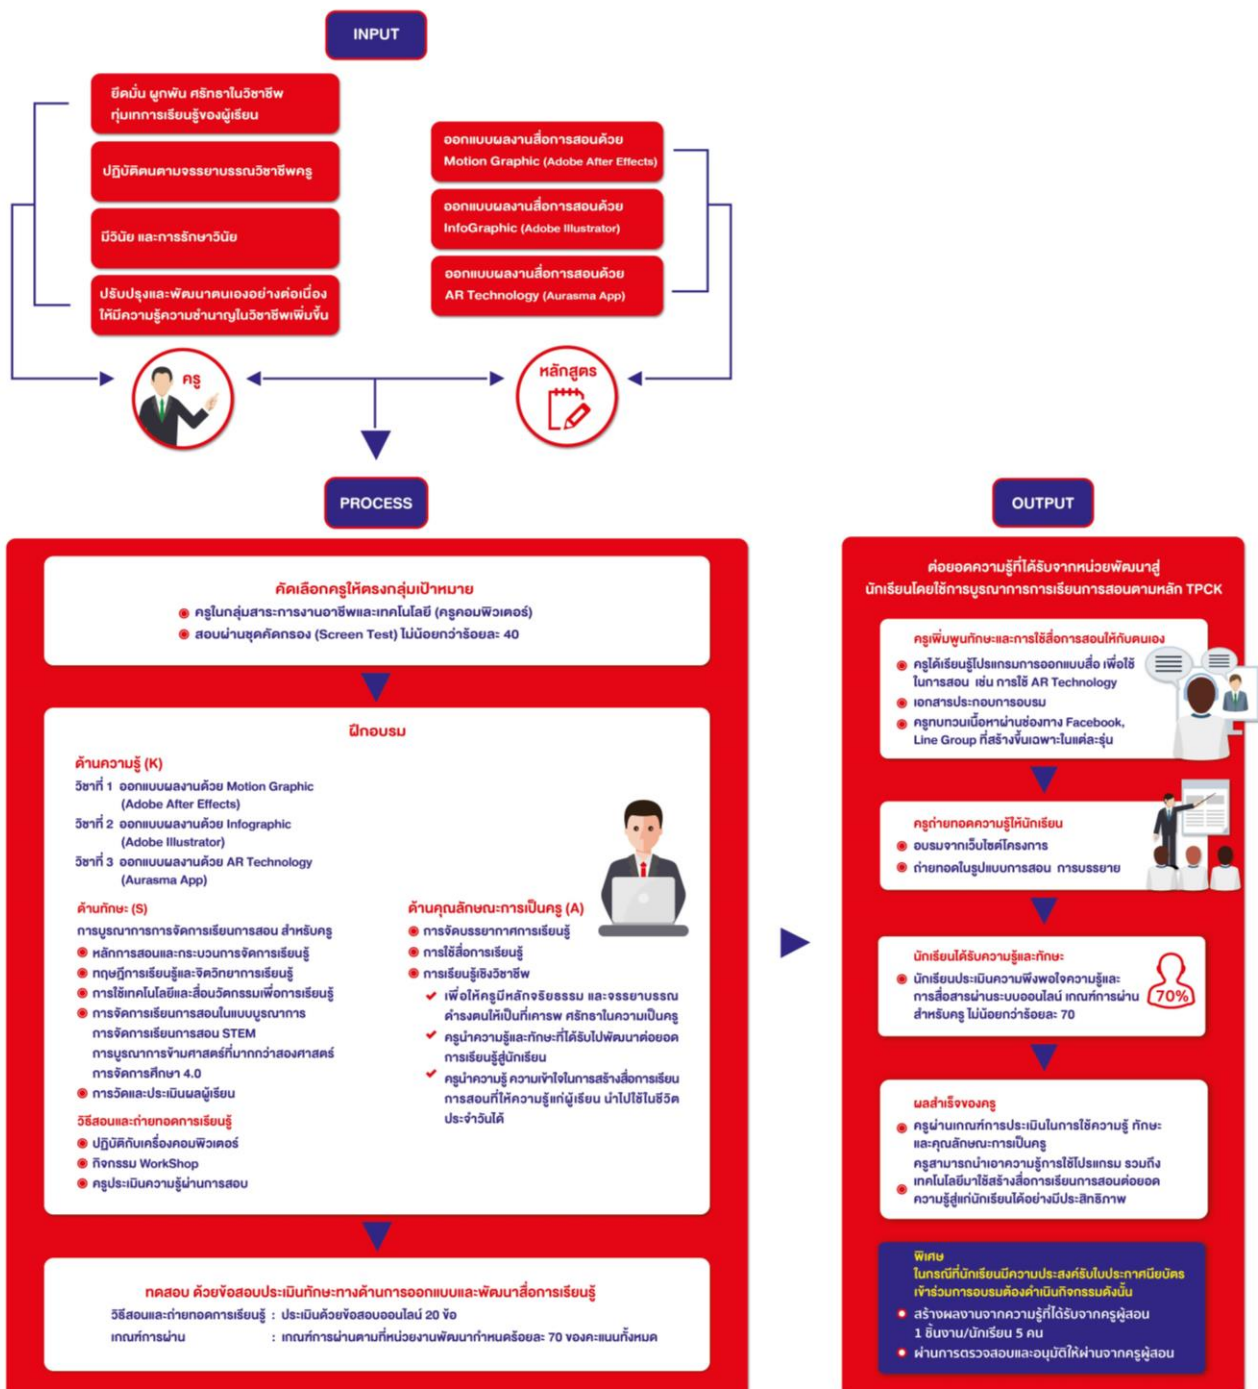 INPUT
ยึดมั่น ผูกพัน ศรัทธาในวิชาชีพ
ทุ่มเทการเรียนรู้ของผู้เรียน
ปฏิบัติตนตามจรรยาบรรณวิชาชีพครู
มีวินัย และการรักษาวินัย
ปรับปรุงและพัฒนาตนเองอย่างต่อเนื่อง
ให้มีความรู้ความชำนาญในวิชาชีพเพิ่มขึ้น
ออกแบบผลงานสื่อการสอนด้วย
Motion Graphic (Adobe After Effects)
ออกแบบผลงานสื่อการสอนด้วย
InfoGraphic (Adobe Illustrator)
ออกแบบผลงานสื่อการสอนด้วย
AR Technology (Aurasma App)
ครู
หลักสูตร
PROCESS
คัดเลือกครูให้ตรงกลุ่มเป้าหมาย
ครูในกลุ่มสาระการงานอาชีพและเทคโนโลยี (ครูคอมพิวเตอร์)
สอบผ่านชุดคัดกรอง (Screen Test) ไม่น้อยกว่าร้อยละ 40
ฝึกอบรม
ด้านความรู้ (K)
วิชาที่ 1 ออกแบบผลงานด้วย Motion Graphic
(Adobe After Effects)
วิชาที่ 2 ออกแบบผลงานด้วย Infographic
(Adobe Illustrator)
วิชาที่ 3 ออกแบบผลงานด้วย AR Technology
(Aurasma App)
ด้านทักษะ (S)
การบูรณาการการจัดการเรียนการสอน สำหรับครู
หลักการสอนและกระบวนการจัดการเรียนรู้
ทฤษฎีการเรียนรู้และจิตวิทยาการเรียนรู้
การใช้เทคโนโลยีและสื่อนวัตกรรมเพื่อการเรียนรู้
การจัดการเรียนการสอนในแบบบูรณาการ
การจัดการเรียนการสอน STEM
การบูรณาการข้ามศาสตร์ที่มากกว่าสองศาสตร์
การจัดการศึกษา 4.0
การวัดและประเมินผลผู้เรียน
วิธีสอนและถ่ายทอดการเรียนรู้
ปฏิบัติกับเครื่องคอมพิวเตอร์
กิจกรรม WorkShop
ครูประเมินความรู้ผ่านการสอบ
ด้านคุณลักษณะการเป็นครู (A)
การจัดบรรยากาศการเรียนรู้
การใช้สื่อการเรียนรู้
การเรียนรู้เชิงวิชาชีพ
เพื่อให้ครูมีหลักจริยธรรม และจรรยาบรรณ
ดำรงตนให้เป็นที่เคารพ ศรัทธาในความเป็นครู
ครูนำความรู้และทักษะที่ได้รับไปพัฒนาต่อยอด
การเรียนรู้สู่นักเรียน
ครูนำความรู้ ความเข้าใจในการสร้างสื่อการเรียน
การสอนที่ให้ความรู้แก่ผู้เรียน นำไปใช้ในชีวิต
ประจำวันได้
ทดสอบ ด้วยข้อสอบประเมินทักษะทางด้านการออกแบบและพัฒนาสื่อการเรียนรู้
วิธีสอนและถ่ายทอดการเรียนรู้ : ประเมินด้วยข้อสอบออนไลน์ 20 ข้อ
เกณฑ์การผ่าน : เกณฑ์การผ่านตามที่หน่วยงานพัฒนากำหนดร้อยละ 70 ของคะแนนทั้งหมด
OUTPUT
ต่อยอดความรู้ที่ได้รับจากหน่วยพัฒนาสู่
นักเรียนโดยใช้การบูรณาการการเรียนการสอนตามหลัก TPCK
ครูเพิ่มพูนทักษะและการใช้สื่อการสอนให้กับตนเอง
ครูได้เรียนรู้โปรแกรมการออกแบบสื่อ เพื่อใช้
ในการสอน เช่น การใช้ AR Technology
เอกสารประกอบการอบรม
ครูทบทวนเนื้อหาผ่านช่องทาง Facebook,
Line Group ที่สร้างขึ้นเฉพาะในแต่ละรุ่น
ครูถ่ายทอดความรู้ให้นักเรียน
อบรมจากเว็บไซต์โครงการ
ถ่ายทอดในรูปแบบการสอน การบรรยาย
นักเรียนได้รับความรู้และทักษะ
นักเรียนประเมินความพึงพอใจความรู้และ
การสื่อสารผ่านระบบออนไลน์ เกณฑ์การผ่าน
สำหรับครู ไม่น้อยกว่าร้อยละ 70
70%
ผลสำเร็จของครู
ครูผ่านเกณฑ์การประเมินในการใช้ความรู้ ทักษะ
และคุณลักษณะการเป็นครู
ครูสามารถนำเอาความรู้การใช้โปรแกรม รวมถึง
เทคโนโลยีมาใช้สร้างสื่อการเรียนการสอนต่อยอด
ความรู้สู่แก่นักเรียนได้อย่างมีประสิทธิภาพ
พิเศษ
ในกรณีที่นักเรียนมีความประสงค์รับใบประกาศนียบัตร
เข้าร่วมการอบรมต้องดำเนินกิจกรรมดังนั้น
สร้างผลงานจากความรู้ที่ได้รับจากครูผู้สอน
1 ชิ้นงาน/นักเรียน 5 คน
ผ่านการตรวจสอบและอนุมัติให้ผ่านจากครูผู้สอน